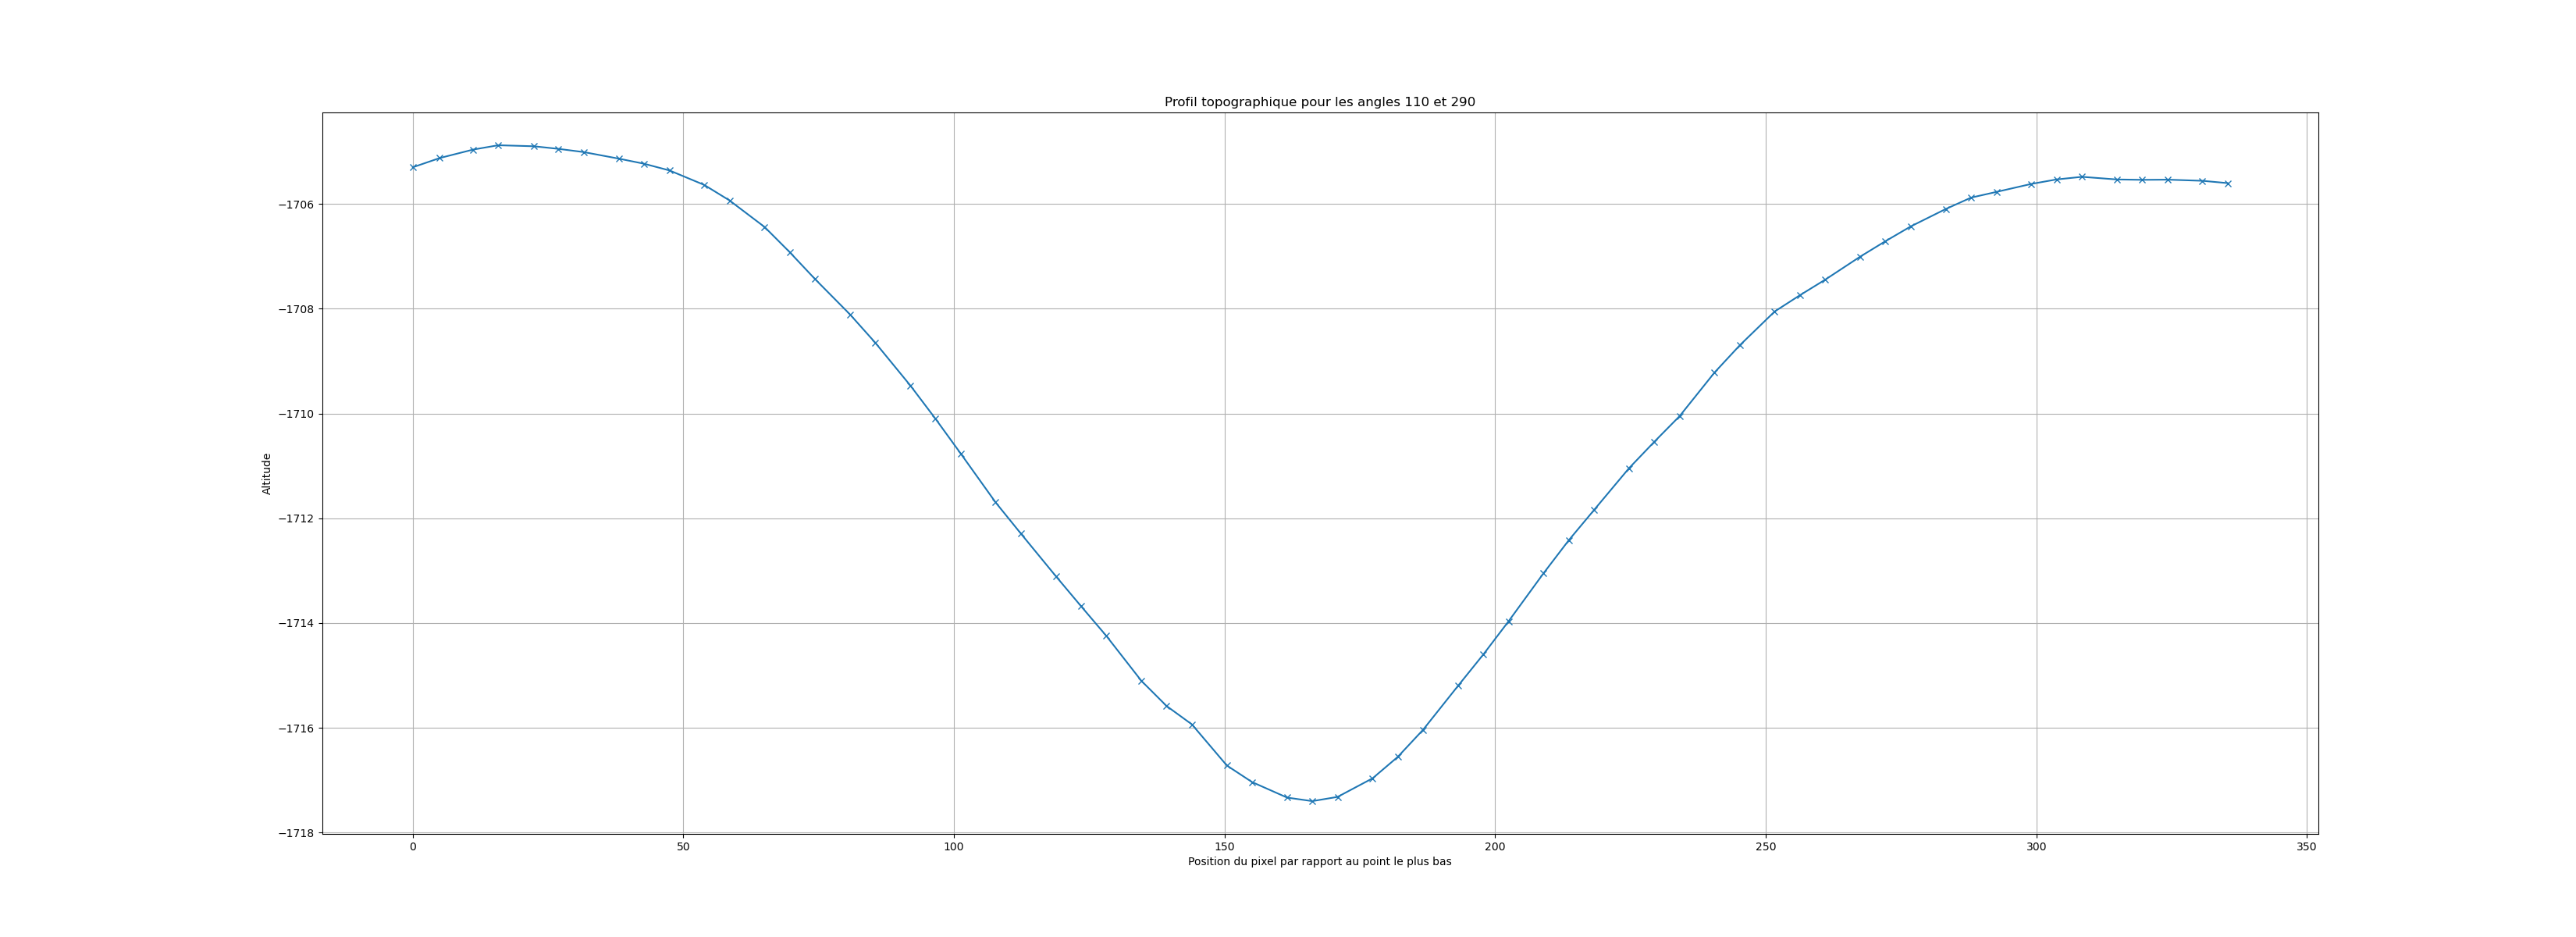 Profil topographique pour les angles 110 et 290
Altitude
−1706
−1708
−1710
−1712
−1714
−1716
−1718
0 50 100 150 200 250 300 350
Position du pixel par rapport au point le plus bas